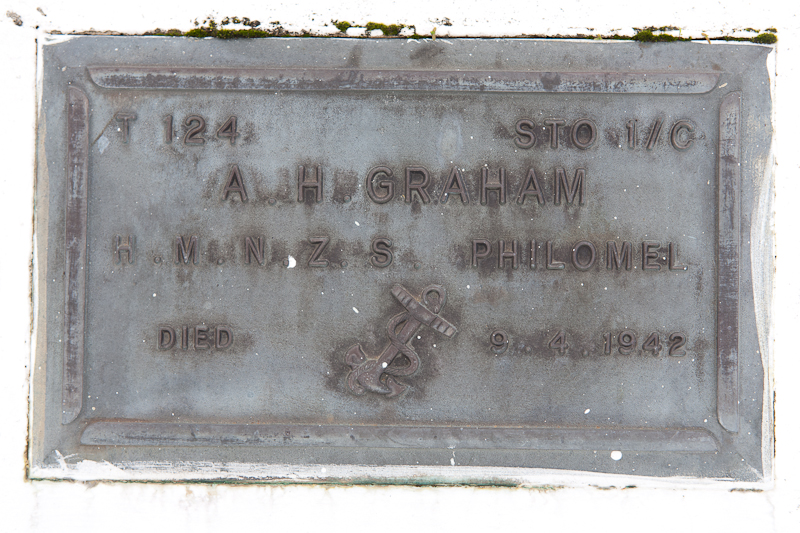 T 124 STO 1/C
A. H. GRAHAM
H.M.N.Z.S. PHILOMEL
DIED 9.4.1942